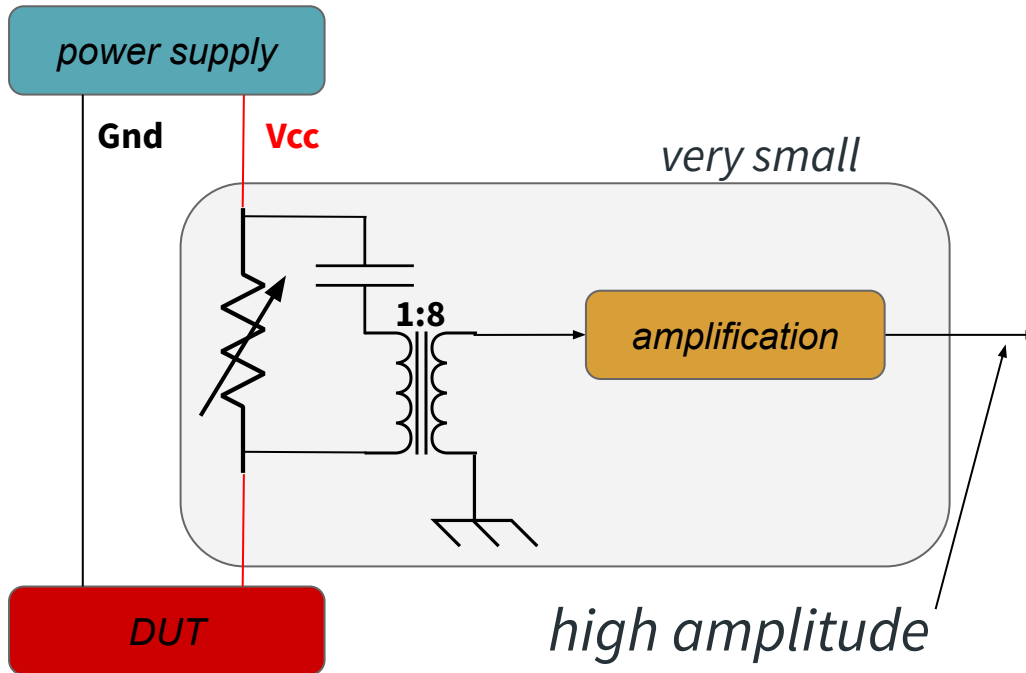 power supply
Gnd
Vcc
very small
1:8
amplification
high amplitude
DUT